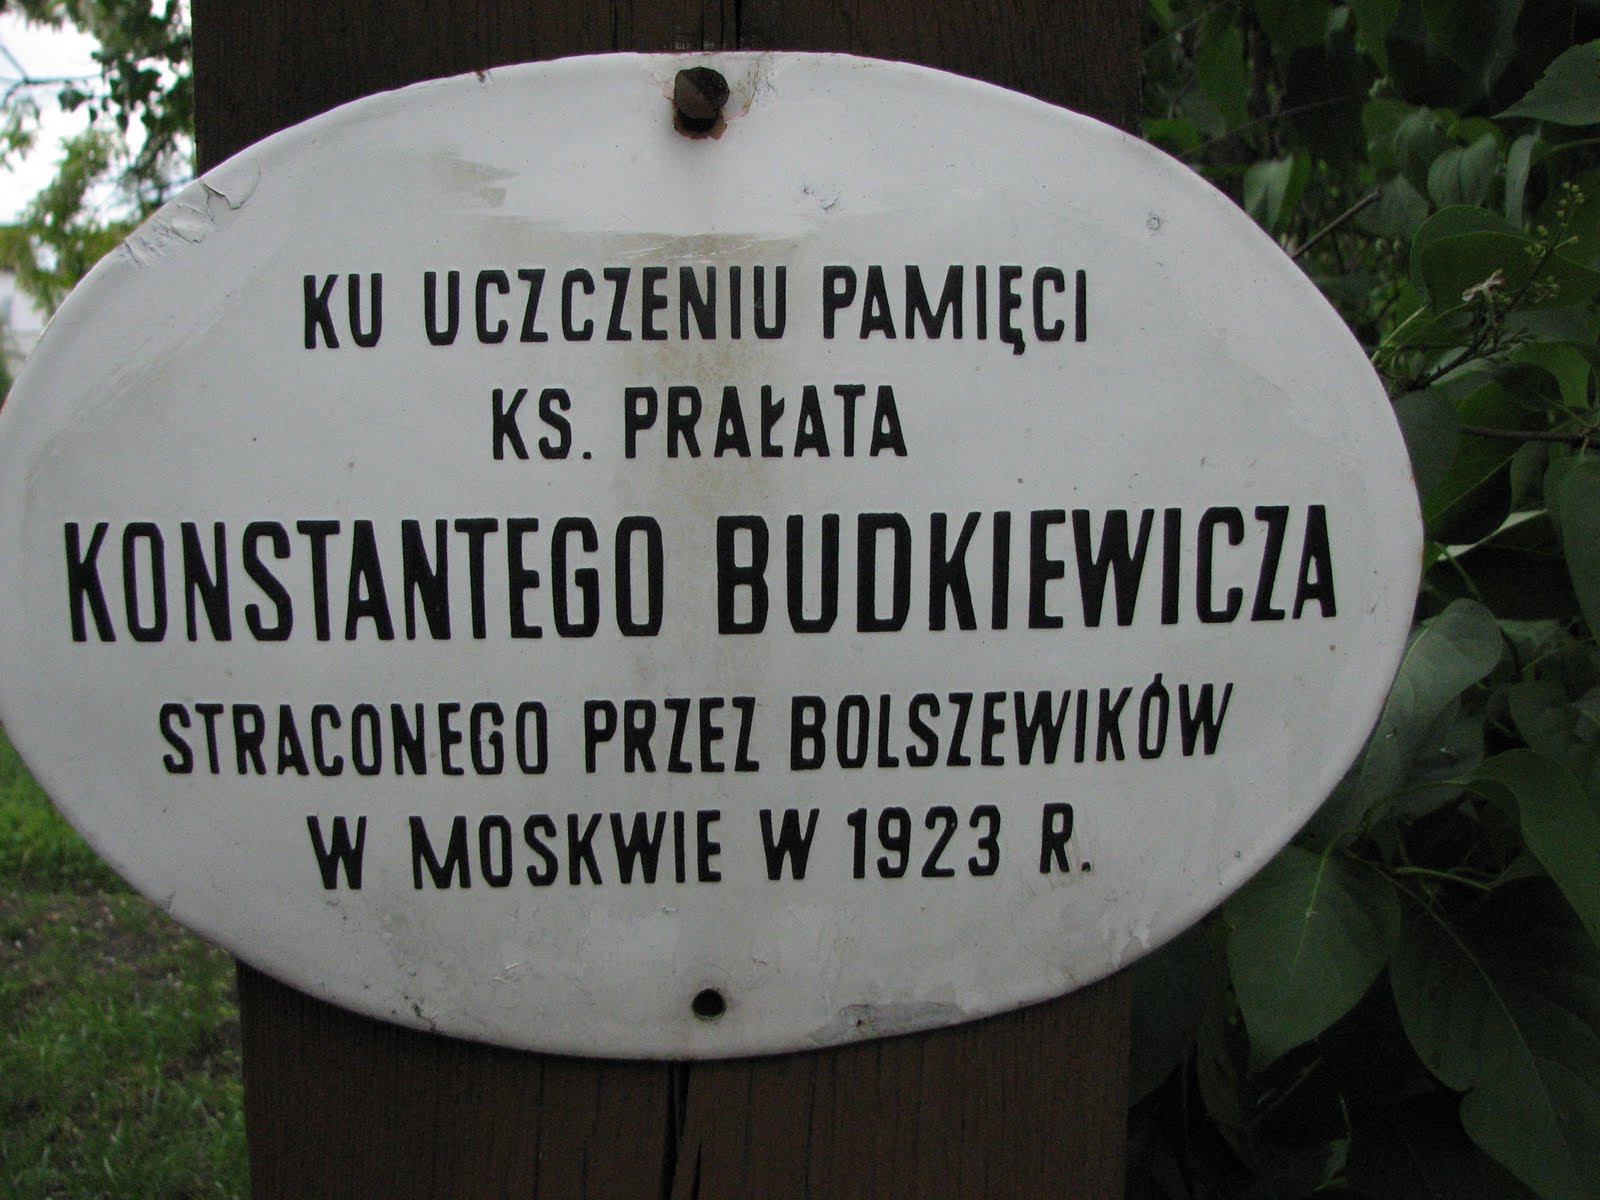 KU UCZCZENIU PAMIĘCI
KS. PRAŁATA
KONSTANTEGO BUDKIEWICZA
STRACONEGO PRZEZ BOLSZEWIKÓW
W MOSKWIE W 1923 R.